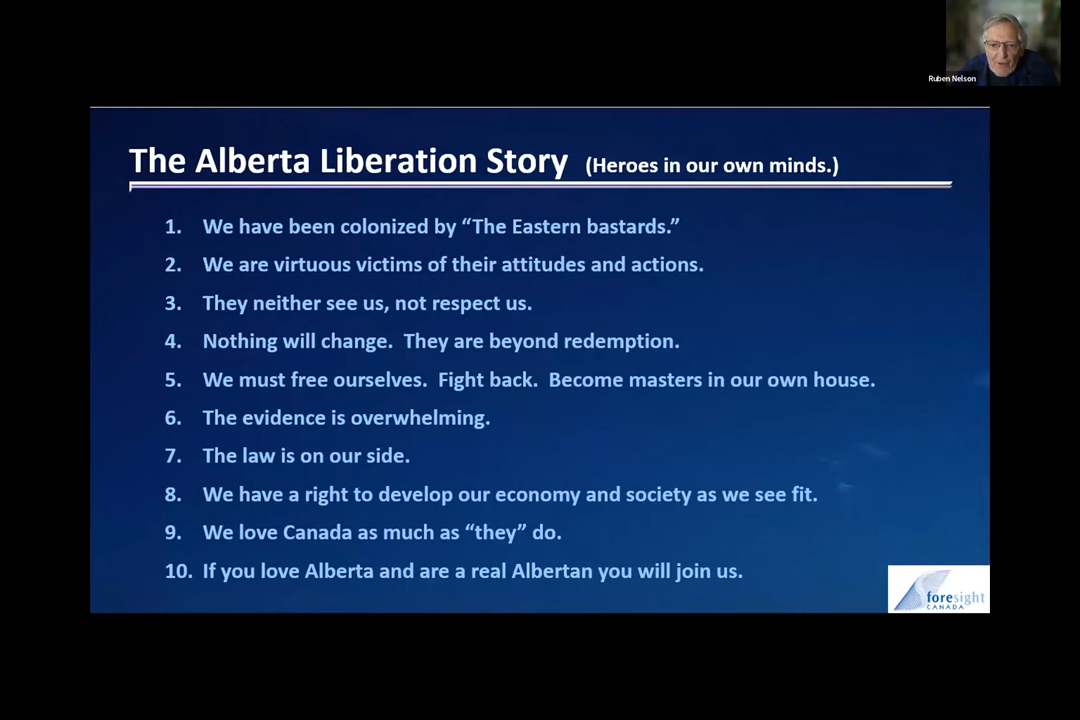 Ruben Nelson
The Alberta Liberation Story (Heroes in our own minds.)
1. We have been colonized by “The Eastern bastards.”
2. We are virtuous victims of their attitudes and actions.
3. They neither see us, not respect us.
4. Nothing will change. They are beyond redemption.
5. We must free ourselves. Fight back. Become masters in our own house.
6. The evidence is overwhelming.
7. The law is on our side.
8. We have a right to develop our economy and society as we see fit.
9. We love Canada as much as “they” do.
10. If you love Alberta and are a real Albertan you will join us.
foresight
CANADA